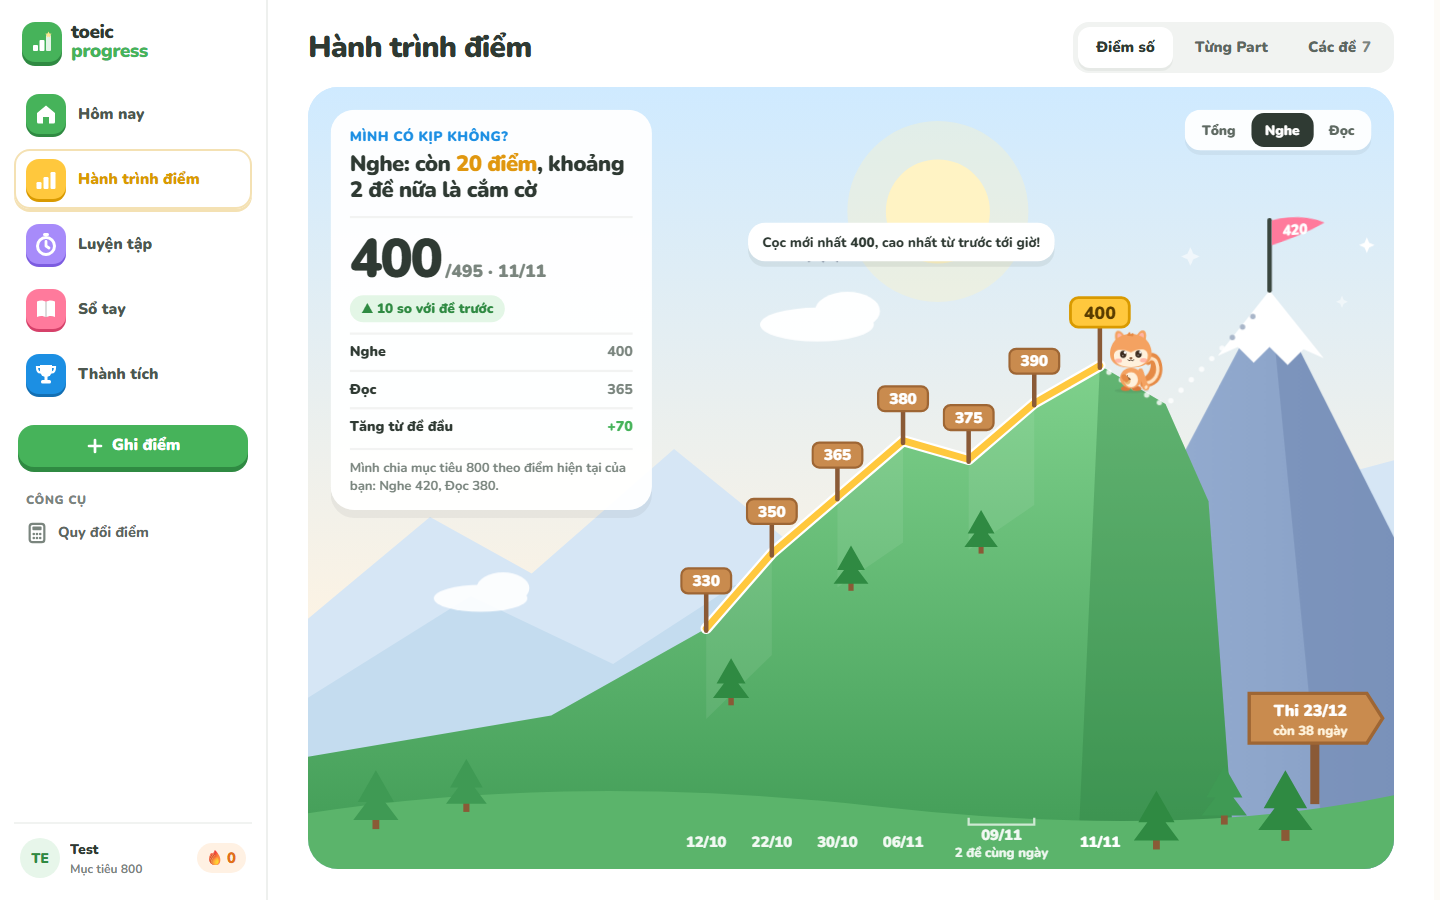 toeic
progress
Hôm nay
Hành trình điểm
Luyện tập
Sổ tay
Thành tích
+ Ghi điểm
CÔNG CỤ
Quy đổi điểm
TE
Test
Mục tiêu 800
0
Hành trình điểm
Điểm số
Từng Part
Các đề 7
MÌNH CÓ KỊP KHÔNG?
Nghe: còn 20 điểm, khoảng
2 đề nữa là cắm cờ
400 /495 · 11/11
▲ 10 so với đề trước
Nghe 400
Đọc 365
Tăng từ đề đầu +70
Mình chia mục tiêu 800 theo điểm hiện tại của
bạn: Nghe 420, Đọc 380.
Tổng
Nghe
Đọc
Cọc mới nhất 400, cao nhất từ trước tới giờ!
420
400
390
380
375
365
350
330
Thi 23/12
còn 38 ngày
12/10
22/10
30/10
06/11
09/11
2 đề cùng ngày
11/11